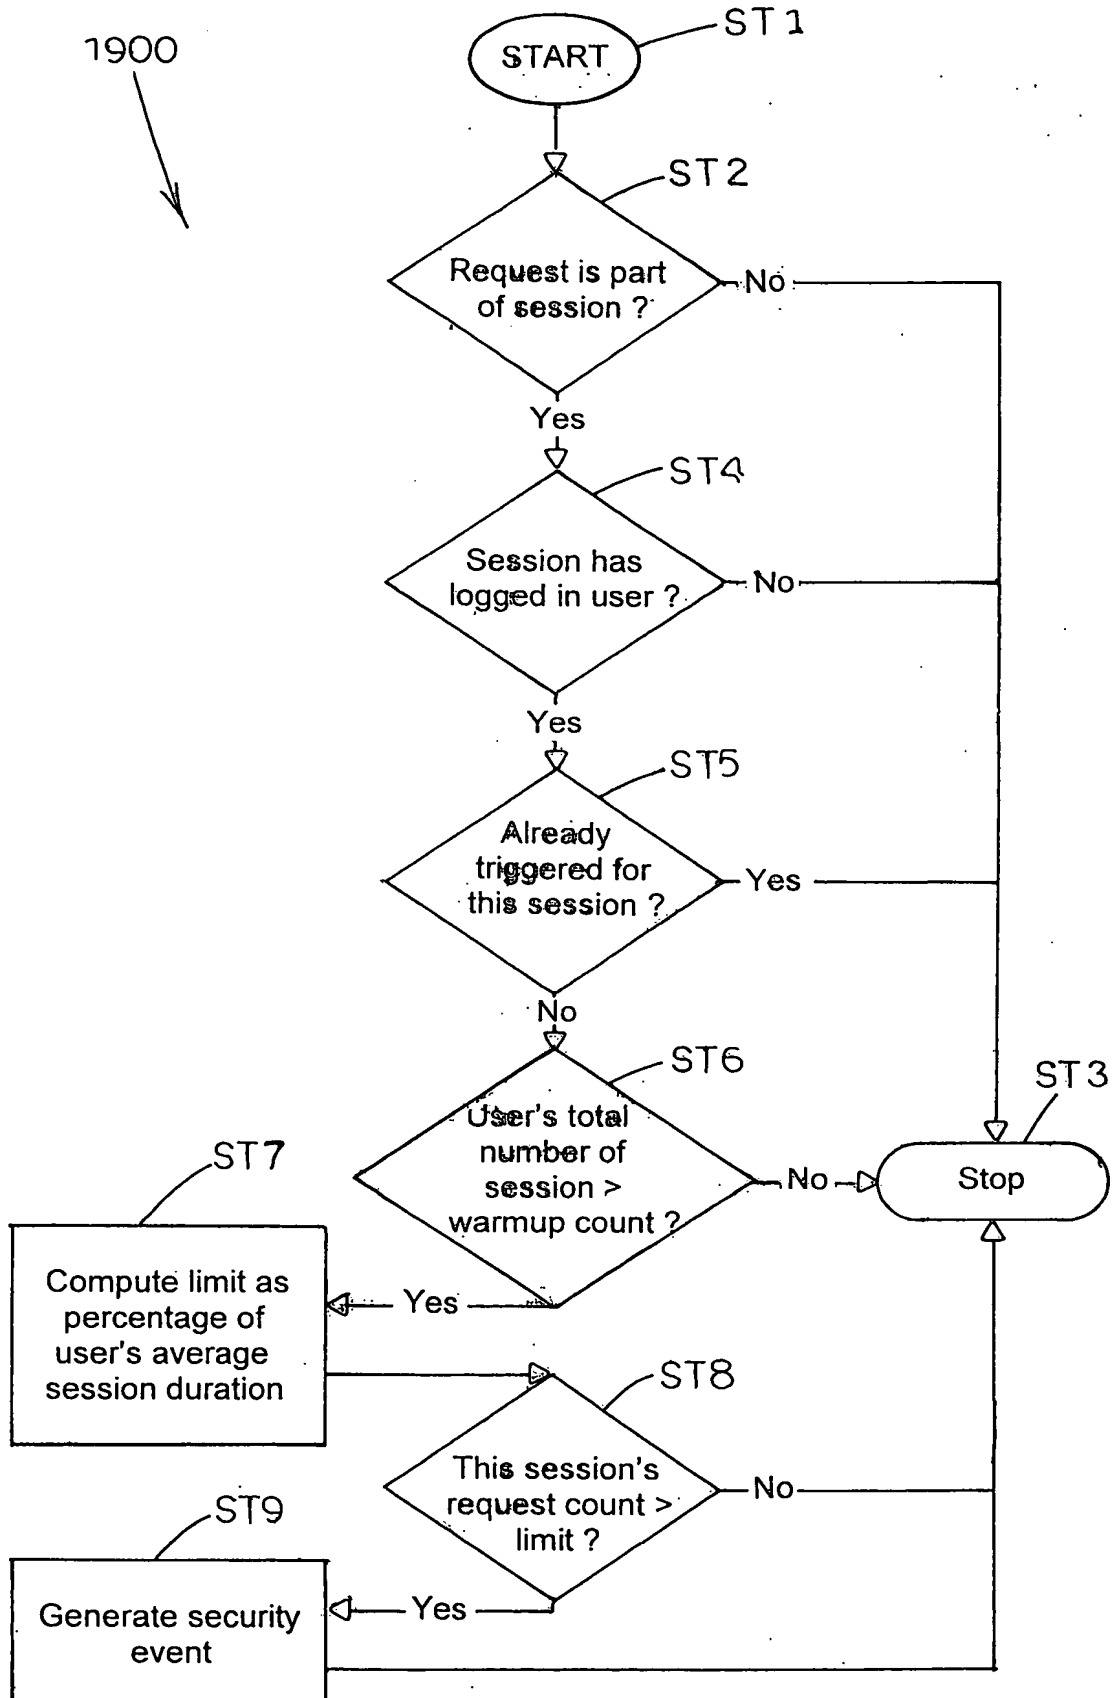 1900
START
ST1
ST2
Request is part
of session ?
No
Yes
ST4
Session has
logged in user ?
No
Yes
ST5
Already
triggered for
this session ?
Yes
No
ST6
User's total
number of
session >
warmup count ?
No
ST3
Stop
Yes
ST7
Compute limit as
percentage of
user's average
session duration
ST8
This session's
request count >
limit ?
No
Yes
ST9
Generate security
event